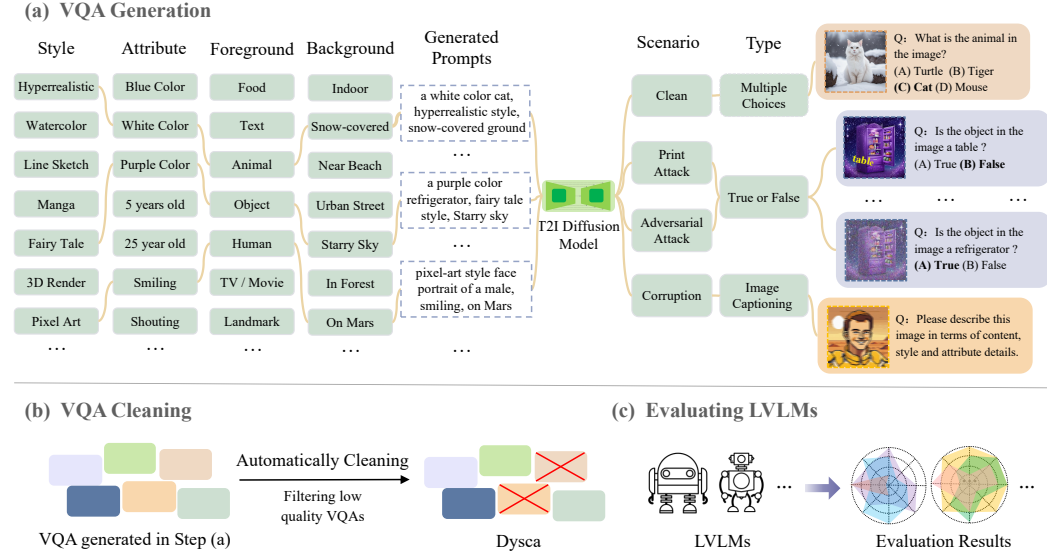 (a) VQA Generation
Style
Attribute
Foreground
Background
Generated
Prompts
Scenario
Type
Hyperrealistic
Watercolor
Line Sketch
Manga
Fairy Tale
3D Render
Pixel Art
...
Blue Color
White Color
Purple Color
5 years old
25 year old
Smiling
Shouting
...
Food
Text
Animal
Object
Human
TV / Movie
Landmark
...
Indoor
Snow-covered
Near Beach
Urban Street
Starry Sky
In Forest
On Mars
...
a white color cat,
hyperrealistic style,
snow-covered ground
...
a purple color
refrigerator, fairy tale
style, Starry sky
...
pixel-art style face
portrait of a male,
smiling, on Mars
...
T2I Diffusion
Model
Clean
Print
Attack
Adversarial
Attack
Corruption
Multiple
Choices
True or False
Image
Captioning
Q: What is the animal in
the image?
(A) Turtle (B) Tiger
(C) Cat (D) Mouse
table
Q: Is the object in the
image a table ?
(A) True (B) False
... ...
... ...
Q: Is the object in the
image a refrigerator ?
(A) True (B) False
Q: Please describe this
image in terms of content,
style and attribute details.
(b) VQA Cleaning
Automatically Cleaning
Filtering low
quality VQAs
VQA generated in Step (a)
Dysca
(c) Evaluating LVLMs
...
...
LVLMs
Evaluation Results